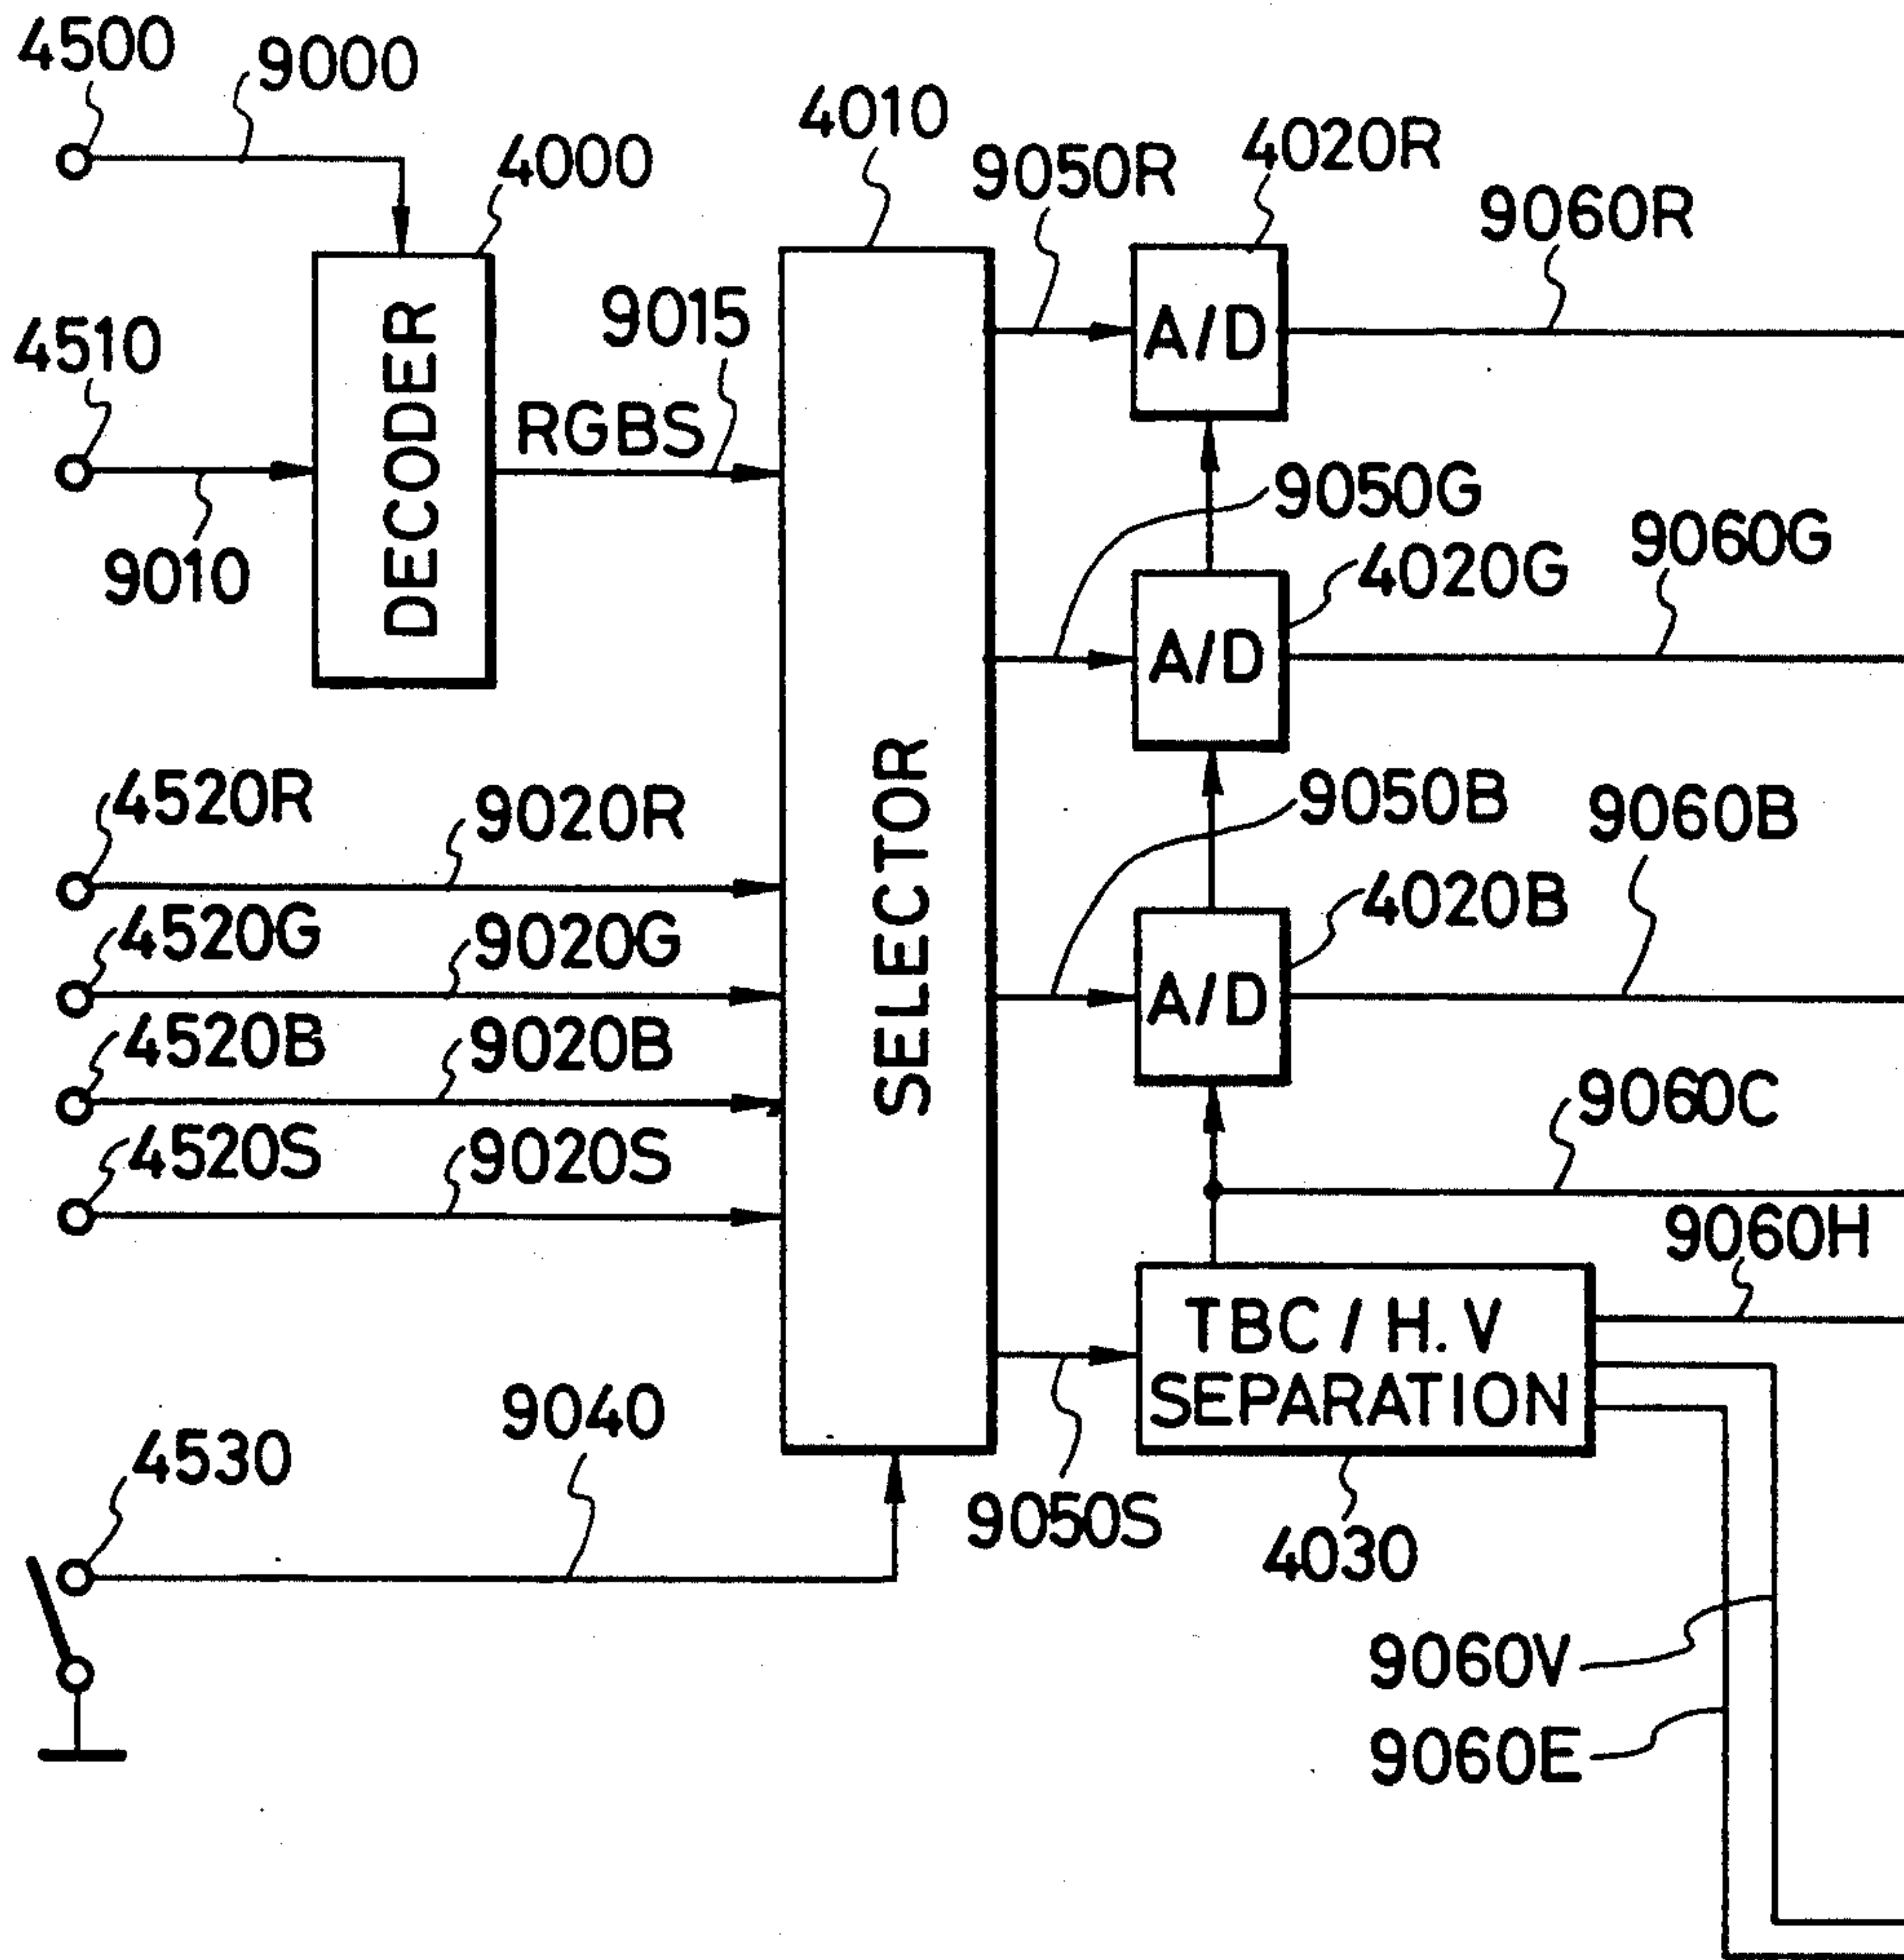 4500
9000
4010
4000
9050R
4020R
9060R
4510
9015
DECODER
A/D
RGBS
9050G
9010
9060G
4020G
A/D
SELECTOR
4520R
9020R
9050B
9060B
4020B
4520G
9020G
A/D
4520B
9020B
9060C
4520S
9020S
9060H
TBC / H. V
SEPARATION
9040
4530
9050S
4030
9060V
9060E